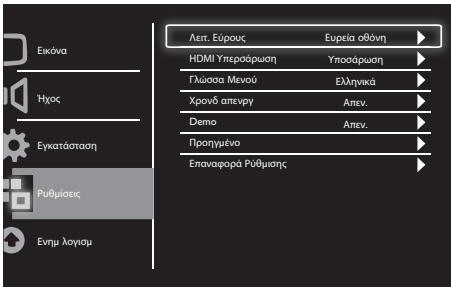 Εικόνα
Ήχος
Εγκατάσταση
Ρυθμίσεις
Ενημ λογισμ
Λειτ. Εύρους Ευρεία οθόνη
HDMI Υπερσάρωση Υποσάρωση
Γλώσσα Μενού Ελληνικά
Χρονδ απενργ Απεν.
Demo Απεν.
Προηγμένο
Επαναφορά Ρύθμισης